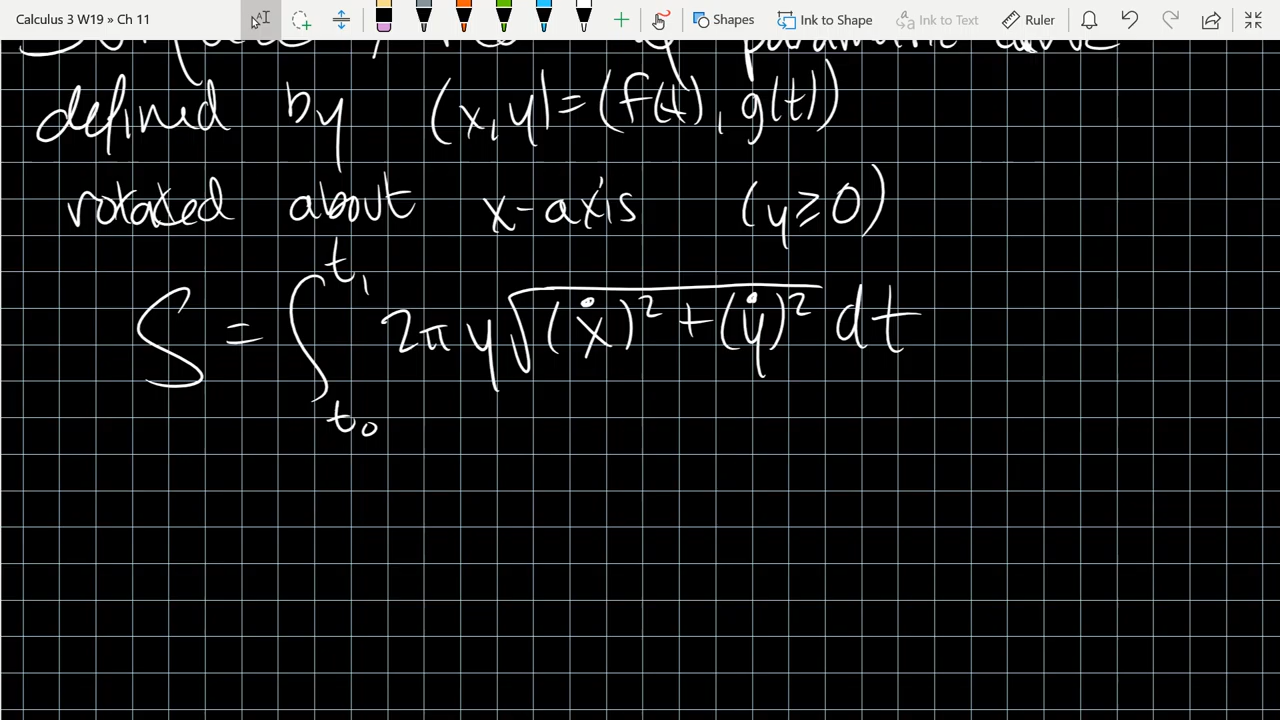 Calculus 3 W19 » Ch 11
Shapes
Ink to Shape
Ink to Text
Ruler
defined by (x,y)=(f(t), g(t))
rotated about x-axis (y≥0)
S = ∫_{t₀}^{t₁} 2πy√((ẋ)²+(ẏ)²) dt